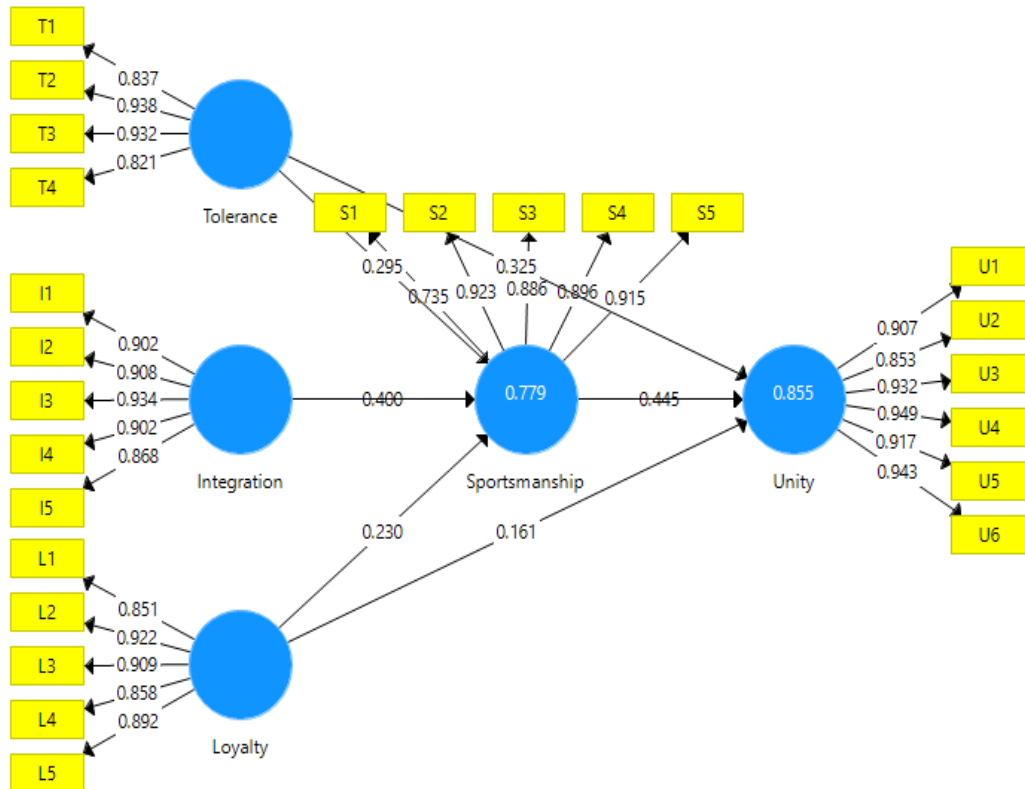 T1
T2
T3
T4
0.837
0.938
0.932
0.821
Tolerance
S1
S2
S3
S4
S5
0.295
0.735
0.923
0.886
0.896
0.915
0.325
I1
I2
I3
I4
I5
0.902
0.908
0.934
0.902
0.868
Integration
0.400
0.779
Sportsmanship
0.445
0.855
Unity
U1
U2
U3
U4
U5
U6
0.907
0.853
0.932
0.949
0.917
0.943
0.230
0.161
L1
L2
L3
L4
L5
0.851
0.922
0.909
0.858
0.892
Loyalty